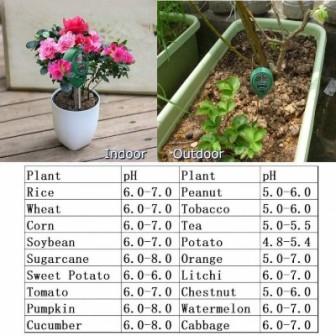 Indoor Outdoor
Plant pH Plant pH
Rice 6.0-7.0 Peanut 5.0-6.0
Wheat 6.0-7.0 Tobacco 5.0-6.0
Corn 6.0-7.0 Tea 5.0-5.5
Soybean 6.0-7.0 Potato 4.8-5.4
Sugarcane 6.0-8.0 Orange 5.0-7.0
Sweet Potato 6.0-6.0 Litchi 6.0-7.0
Tomato 6.0-7.0 Chestnut 5.0-6.0
Pumpkin 6.0-8.0 Watermelon 6.0-7.0
Cucumber 6.0-8.0 Cabbage 6.0-7.0